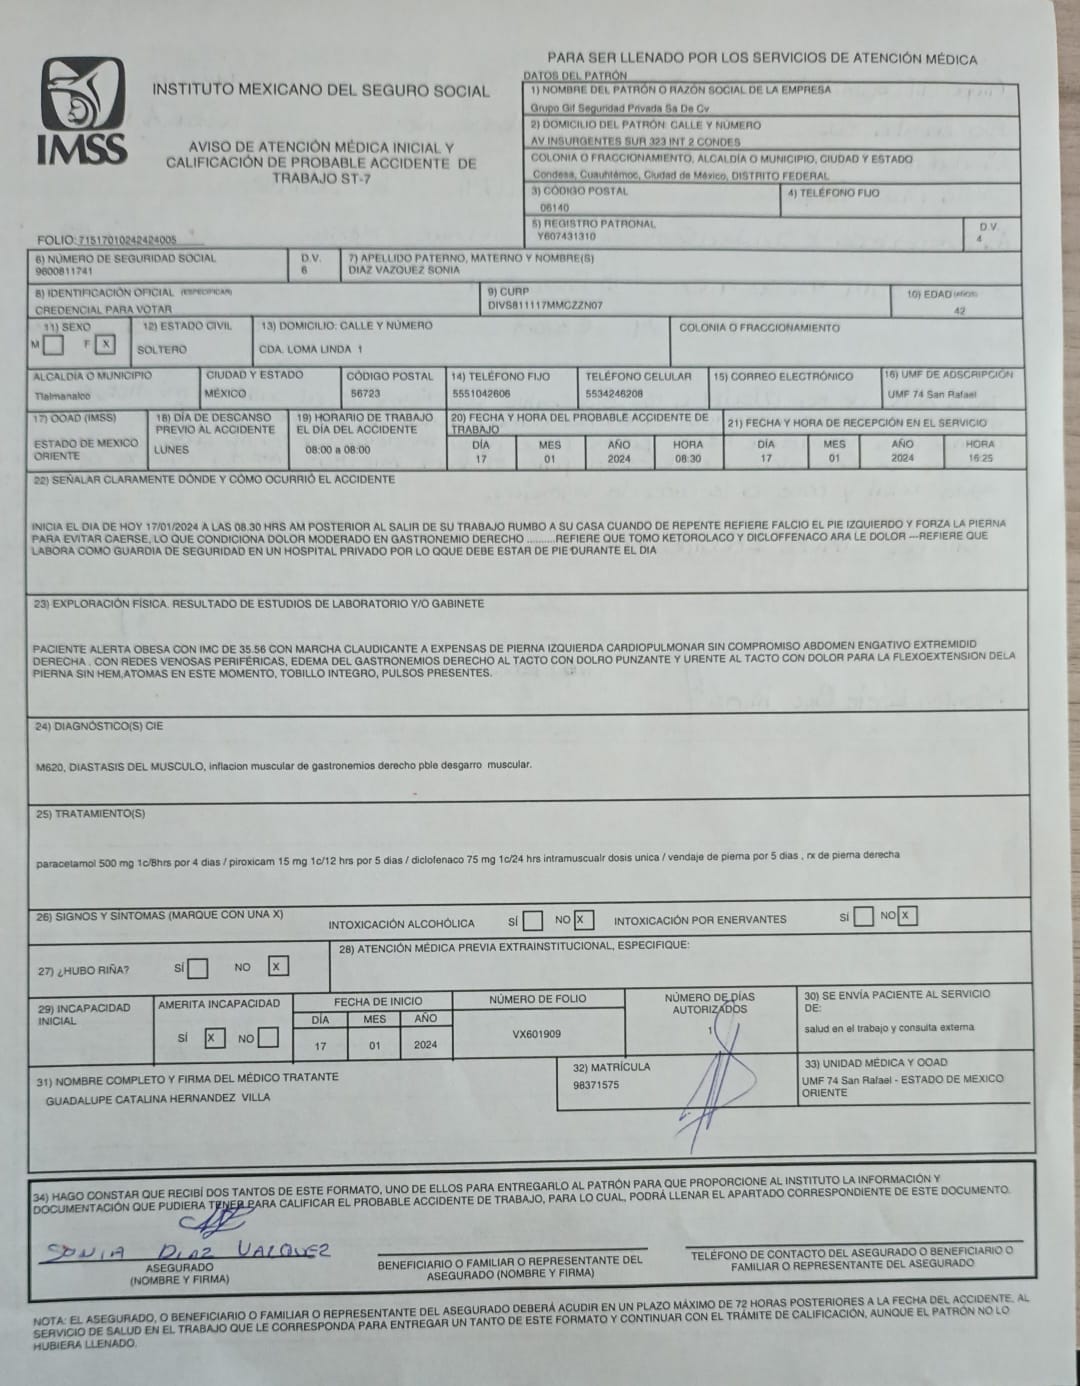 PARA SER LLENADO POR LOS SERVICIOS DE ATENCIÓN MÉDICA
IMSS
INSTITUTO MEXICANO DEL SEGURO SOCIAL
AVISO DE ATENCIÓN MÉDICA INICIAL Y
CALIFICACIÓN DE PROBABLE ACCIDENTE DE
TRABAJO ST-7
FOLIO: 71517010242424005
DATOS DEL PATRÓN
1) NOMBRE DEL PATRÓN O RAZÓN SOCIAL DE LA EMPRESA
Grupo Gif Seguridad Privada Sa De Cv
2) DOMICILIO DEL PATRÓN: CALLE Y NÚMERO
AV INSURGENTES SUR 323 INT 2 CONDES
COLONIA O FRACCIONAMIENTO, ALCALDÍA O MUNICIPIO, CIUDAD Y ESTADO
Condesa, Cuauhtémoc, Ciudad de México, DISTRITO FEDERAL
3) CÓDIGO POSTAL
06140
4) TELÉFONO FIJO
5) REGISTRO PATRONAL
Y607431310
D.V.
4
6) NÚMERO DE SEGURIDAD SOCIAL
9600811741
D.V.
6
7) APELLIDO PATERNO, MATERNO Y NOMBRE(S)
DIAZ VAZQUEZ SONIA
8) IDENTIFICACIÓN OFICIAL (ESPECIFICAR)
CREDENCIAL PARA VOTAR
9) CURP
DIVS811117MMCZZN07
10) EDAD (AÑOS)
42
11) SEXO
M F X
12) ESTADO CIVIL
SOLTERO
13) DOMICILIO: CALLE Y NÚMERO
CDA. LOMA LINDA 1
COLONIA O FRACCIONAMIENTO
ALCALDÍA O MUNICIPIO
Tlalmanalco
CIUDAD Y ESTADO
MÉXICO
CÓDIGO POSTAL
56723
14) TELÉFONO FIJO
5551042606
TELÉFONO CELULAR
5534246208
15) CORREO ELECTRÓNICO
16) UMF DE ADSCRIPCIÓN
UMF 74 San Rafael
17) OOAD (IMSS)
ESTADO DE MEXICO
ORIENTE
18) DÍA DE DESCANSO
PREVIO AL ACCIDENTE
LUNES
19) HORARIO DE TRABAJO
EL DÍA DEL ACCIDENTE
08:00 a 08:00
20) FECHA Y HORA DEL PROBABLE ACCIDENTE DE
TRABAJO
DÍA MES AÑO HORA
17 01 2024 08:30
21) FECHA Y HORA DE RECEPCIÓN EN EL SERVICIO
DÍA MES AÑO HORA
17 01 2024 16:25
22) SEÑALAR CLARAMENTE DÓNDE Y CÓMO OCURRIÓ EL ACCIDENTE
INICIA EL DIA DE HOY 17/01/2024 A LAS 08.30 HRS AM POSTERIOR AL SALIR DE SU TRABAJO RUMBO A SU CASA CUANDO DE REPENTE REFIERE FALCIO EL PIE IZQUIERDO Y FORZA LA PIERNA
PARA EVITAR CAERSE, LO QUE CONDICIONA DOLOR MODERADO EN GASTRONEMIO DERECHO ..........REFIERE QUE TOMO KETOROLACO Y DICLOFFENACO ARA LE DOLOR ---REFIERE QUE
LABORA COMO GUARDIA DE SEGURIDAD EN UN HOSPITAL PRIVADO POR LO QQUE DEBE ESTAR DE PIE DURANTE EL DIA
23) EXPLORACIÓN FÍSICA. RESULTADO DE ESTUDIOS DE LABORATORIO Y/O GABINETE
PACIENTE ALERTA OBESA CON IMC DE 35.56 CON MARCHA CLAUDICANTE A EXPENSAS DE PIERNA IZQUIERDA CARDIOPULMONAR SIN COMPROMISO ABDOMEN ENGATIVO EXTREMIDID
DERECHA . CON REDES VENOSAS PERIFÉRICAS, EDEMA DEL GASTRONEMIOS DERECHO AL TACTO CON DOLRO PUNZANTE Y URENTE AL TACTO CON DOLOR PARA LA FLEXOEXTENSION DELA
PIERNA SIN HEM,ATOMAS EN ESTE MOMENTO, TOBILLO INTEGRO, PULSOS PRESENTES.
24) DIAGNÓSTICO(S) CIE
M620, DIASTASIS DEL MUSCULO, inflacion muscular de gastronemios derecho pble desgarro muscular.
25) TRATAMIENTO(S)
paracetamol 500 mg 1c/8hrs por 4 dias / piroxicam 15 mg 1c/12 hrs por 5 dias / diclofenaco 75 mg 1c/24 hrs intramuscualr dosis unica / vendaje de pierna por 5 dias , rx de pierna derecha
26) SIGNOS Y SÍNTOMAS (MARQUE CON UNA X)
INTOXICACIÓN ALCOHÓLICA SÍ NO X INTOXICACIÓN POR ENERVANTES SÍ NO X
27) ¿HUBO RIÑA? SÍ NO X
28) ATENCIÓN MÉDICA PREVIA EXTRAINSTITUCIONAL, ESPECIFIQUE:
29) INCAPACIDAD
INICIAL
AMERITA INCAPACIDAD
SÍ X NO
FECHA DE INICIO
DÍA MES AÑO
17 01 2024
NÚMERO DE FOLIO
VX601909
NÚMERO DE DÍAS
AUTORIZADOS
1
30) SE ENVÍA PACIENTE AL SERVICIO
DE:
salud en el trabajo y consulta externa
31) NOMBRE COMPLETO Y FIRMA DEL MÉDICO TRATANTE
GUADALUPE CATALINA HERNANDEZ VILLA
32) MATRÍCULA
98371575
33) UNIDAD MÉDICA Y OOAD
UMF 74 San Rafael - ESTADO DE MEXICO
ORIENTE
34) HAGO CONSTAR QUE RECIBÍ DOS TANTOS DE ESTE FORMATO, UNO DE ELLOS PARA ENTREGARLO AL PATRÓN PARA QUE PROPORCIONE AL INSTITUTO LA INFORMACIÓN Y
DOCUMENTACIÓN QUE PUDIERA TENER PARA CALIFICAR EL PROBABLE ACCIDENTE DE TRABAJO, PARA LO CUAL, PODRÁ LLENAR EL APARTADO CORRESPONDIENTE DE ESTE DOCUMENTO.
SONIA DIAZ VAZQUEZ
ASEGURADO
(NOMBRE Y FIRMA)
BENEFICIARIO O FAMILIAR O REPRESENTANTE DEL
ASEGURADO (NOMBRE Y FIRMA)
TELÉFONO DE CONTACTO DEL ASEGURADO O BENEFICIARIO O
FAMILIAR O REPRESENTANTE DEL ASEGURADO
NOTA: EL ASEGURADO, O BENEFICIARIO O FAMILIAR O REPRESENTANTE DEL ASEGURADO DEBERÁ ACUDIR EN UN PLAZO MÁXIMO DE 72 HORAS POSTERIORES A LA FECHA DEL ACCIDENTE, AL
SERVICIO DE SALUD EN EL TRABAJO QUE LE CORRESPONDA PARA ENTREGAR UN TANTO DE ESTE FORMATO Y CONTINUAR CON EL TRÁMITE DE CALIFICACIÓN, AUNQUE EL PATRÓN NO LO
HUBIERA LLENADO.